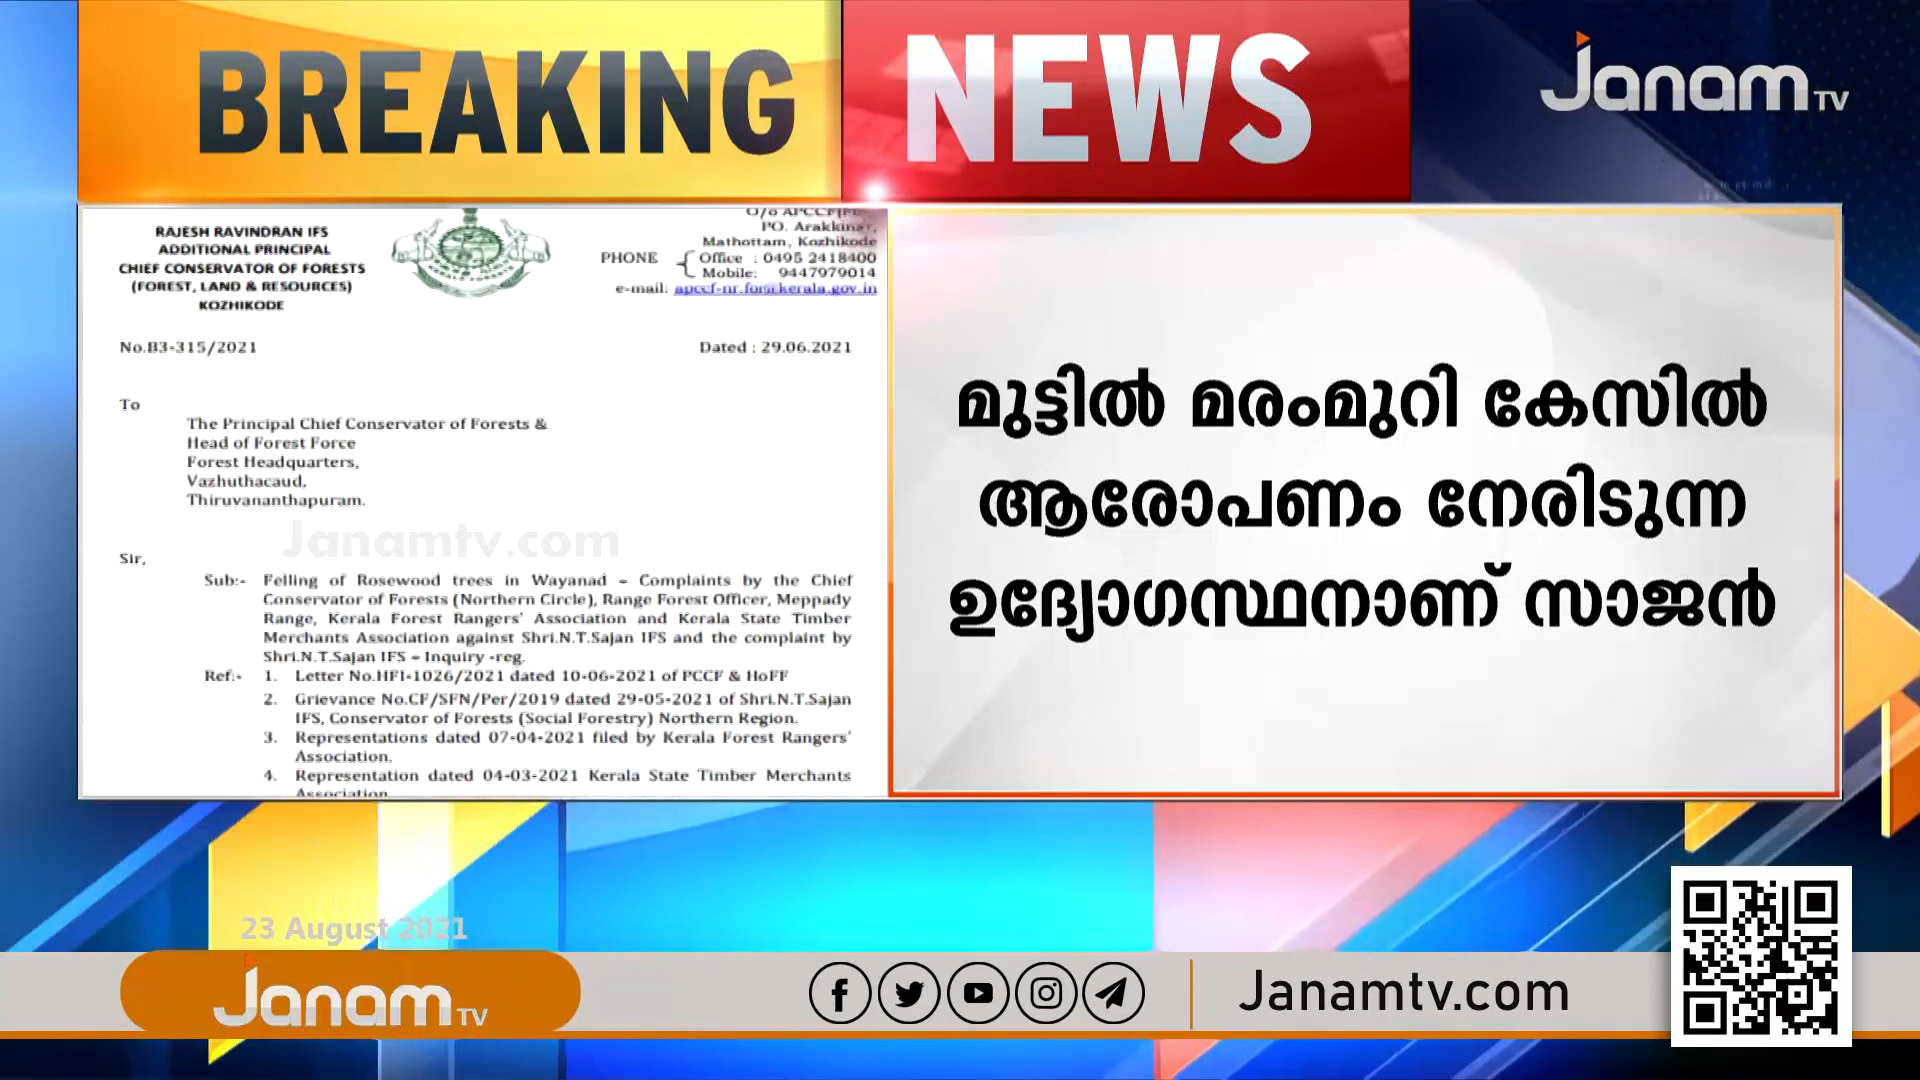 BREAKING NEWS
Janam TV
RAJESH RAVINDRAN IFS
ADDITIONAL PRINCIPAL
CHIEF CONSERVATOR OF FORESTS
(FOREST, LAND & RESOURCES)
KOZHIKODE
PO. Arakkinar,
Mathottam, Kozhikode
PHONE
Office : 0495 2418400
Mobile: 9447979014
e-mail: apccf-nr.for@kerala.gov.in
No.B3-315/2021
Dated : 29.06.2021
To
The Principal Chief Conservator of Forests &
Head of Forest Force
Forest Headquarters,
Vazhuthacaud,
Thiruvananthapuram.
Janamtv.com
Sir,
Sub:- Felling of Rosewood trees in Wayanad – Complaints by the Chief
Conservator of Forests (Northern Circle), Range Forest Officer, Meppady
Range, Kerala Forest Rangers' Association and Kerala State Timber
Merchants Association against Shri.N.T.Sajan IFS and the complaint by
Shri.N.T.Sajan IFS – Inquiry -reg.
Ref:- 1. Letter No.HFI-1026/2021 dated 10-06-2021 of PCCF & HoFF
2. Grievance No.CF/SFN/Per/2019 dated 29-05-2021 of Shri.N.T.Sajan
IFS, Conservator of Forests (Social Forestry) Northern Region.
3. Representations dated 07-04-2021 filed by Kerala Forest Rangers'
Association.
4. Representation dated 04-03-2021 Kerala State Timber Merchants
Association
മുട്ടിൽ മരംമുറി കേസിൽ
ആരോപണം നേരിടുന്ന
ഉദ്യോഗസ്ഥനാണ് സാജൻ
23 August 2021
Janam TV
Janamtv.com